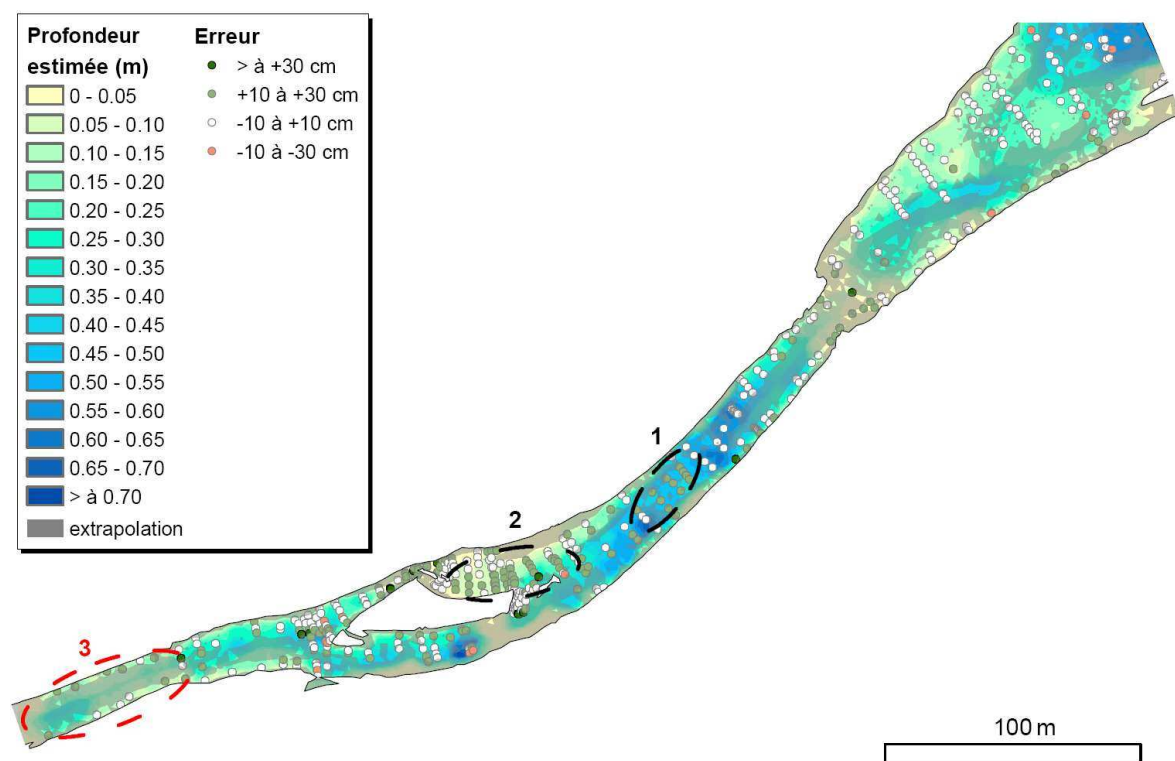 Profondeur
estimée (m)
0 - 0.05
0.05 - 0.10
0.10 - 0.15
0.15 - 0.20
0.20 - 0.25
0.25 - 0.30
0.30 - 0.35
0.35 - 0.40
0.40 - 0.45
0.45 - 0.50
0.50 - 0.55
0.55 - 0.60
0.60 - 0.65
0.65 - 0.70
> à 0.70
extrapolation
Erreur
> à +30 cm
+10 à +30 cm
-10 à +10 cm
-10 à -30 cm
1
2
3
100 m